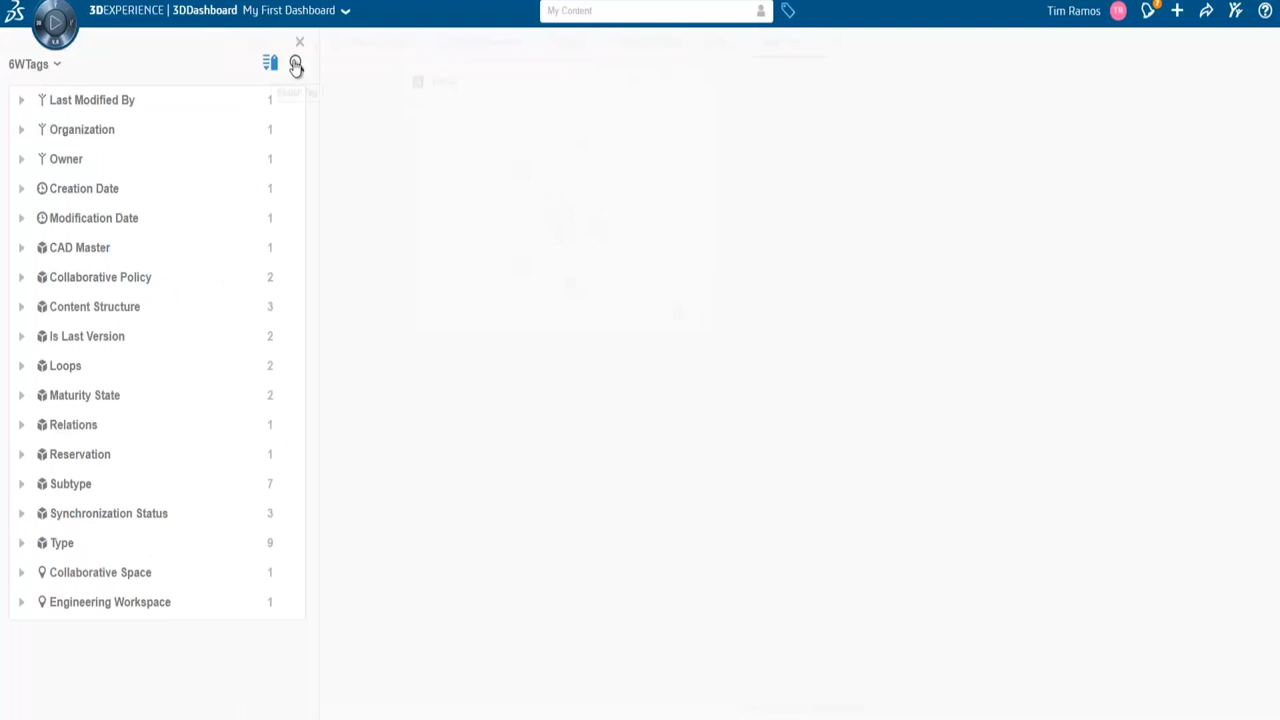 3DEXPERIENCE | 3DDashboard My First Dashboard
My Content
Tim Ramos TR
6WTags
Last Modified By 1
Organization 1
Owner 1
Creation Date 1
Modification Date 1
CAD Master 1
Collaborative Policy 2
Content Structure 3
Is Last Version 2
Loops 2
Maturity State 2
Relations 1
Reservation 1
Subtype 7
Synchronization Status 3
Type 9
Collaborative Space 1
Engineering Workspace 1